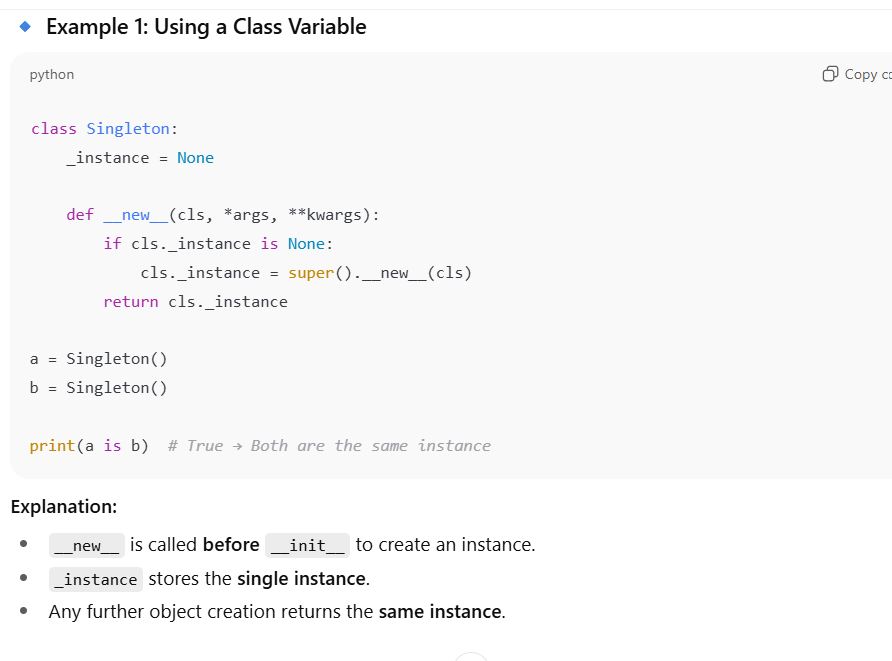 Example 1: Using a Class Variable
python
Copy co
class Singleton:
    _instance = None
    def __new__(cls, *args, **kwargs):
        if cls._instance is None:
            cls._instance = super().__new__(cls)
        return cls._instance
a = Singleton()
b = Singleton()
print(a is b)  # True → Both are the same instance
Explanation:
• __new__ is called before __init__ to create an instance.
• _instance stores the single instance.
• Any further object creation returns the same instance.